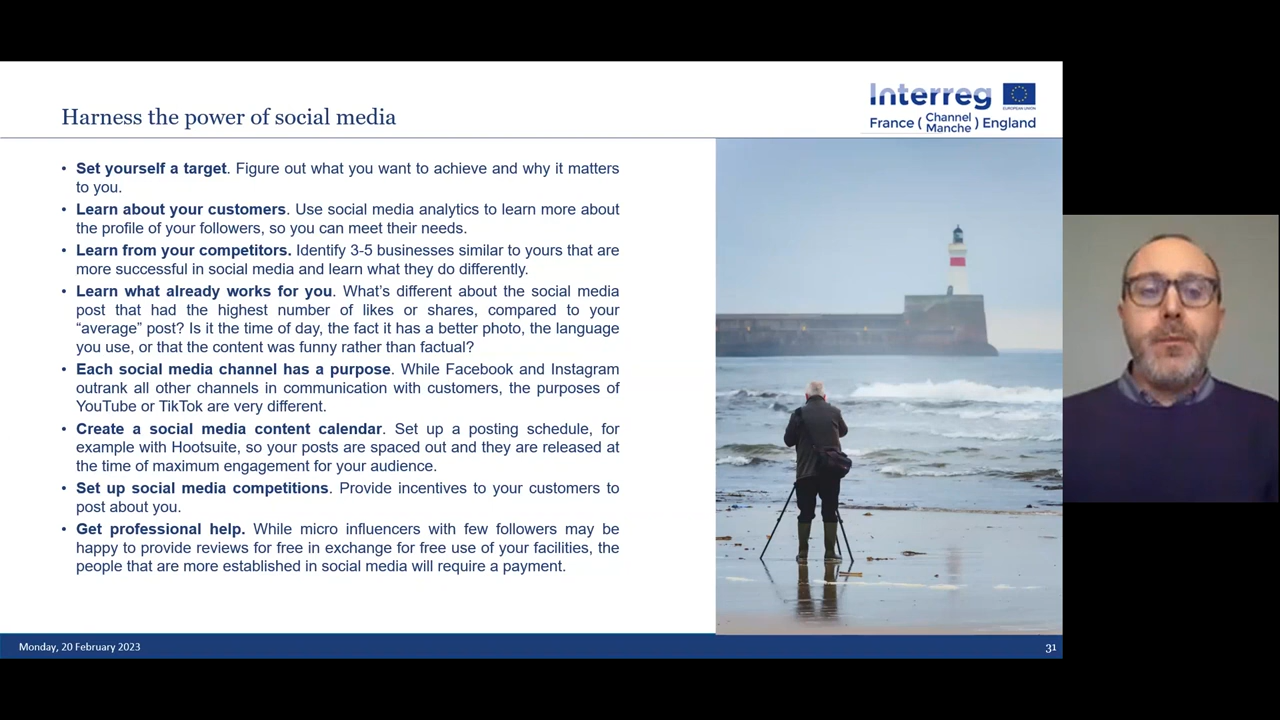 Harness the power of social media
Interreg
EUROPEAN UNION
France ( Channel Manche ) England
• Set yourself a target. Figure out what you want to achieve and why it matters
to you.
• Learn about your customers. Use social media analytics to learn more about
the profile of your followers, so you can meet their needs.
• Learn from your competitors. Identify 3-5 businesses similar to yours that are
more successful in social media and learn what they do differently.
• Learn what already works for you. What’s different about the social media
post that had the highest number of likes or shares, compared to your
“average” post? Is it the time of day, the fact it has a better photo, the language
you use, or that the content was funny rather than factual?
• Each social media channel has a purpose. While Facebook and Instagram
outrank all other channels in communication with customers, the purposes of
YouTube or TikTok are very different.
• Create a social media content calendar. Set up a posting schedule, for
example with Hootsuite, so your posts are spaced out and they are released at
the time of maximum engagement for your audience.
• Set up social media competitions. Provide incentives to your customers to
post about you.
• Get professional help. While micro influencers with few followers may be
happy to provide reviews for free in exchange for free use of your facilities, the
people that are more established in social media will require a payment.
Monday, 20 February 2023
31